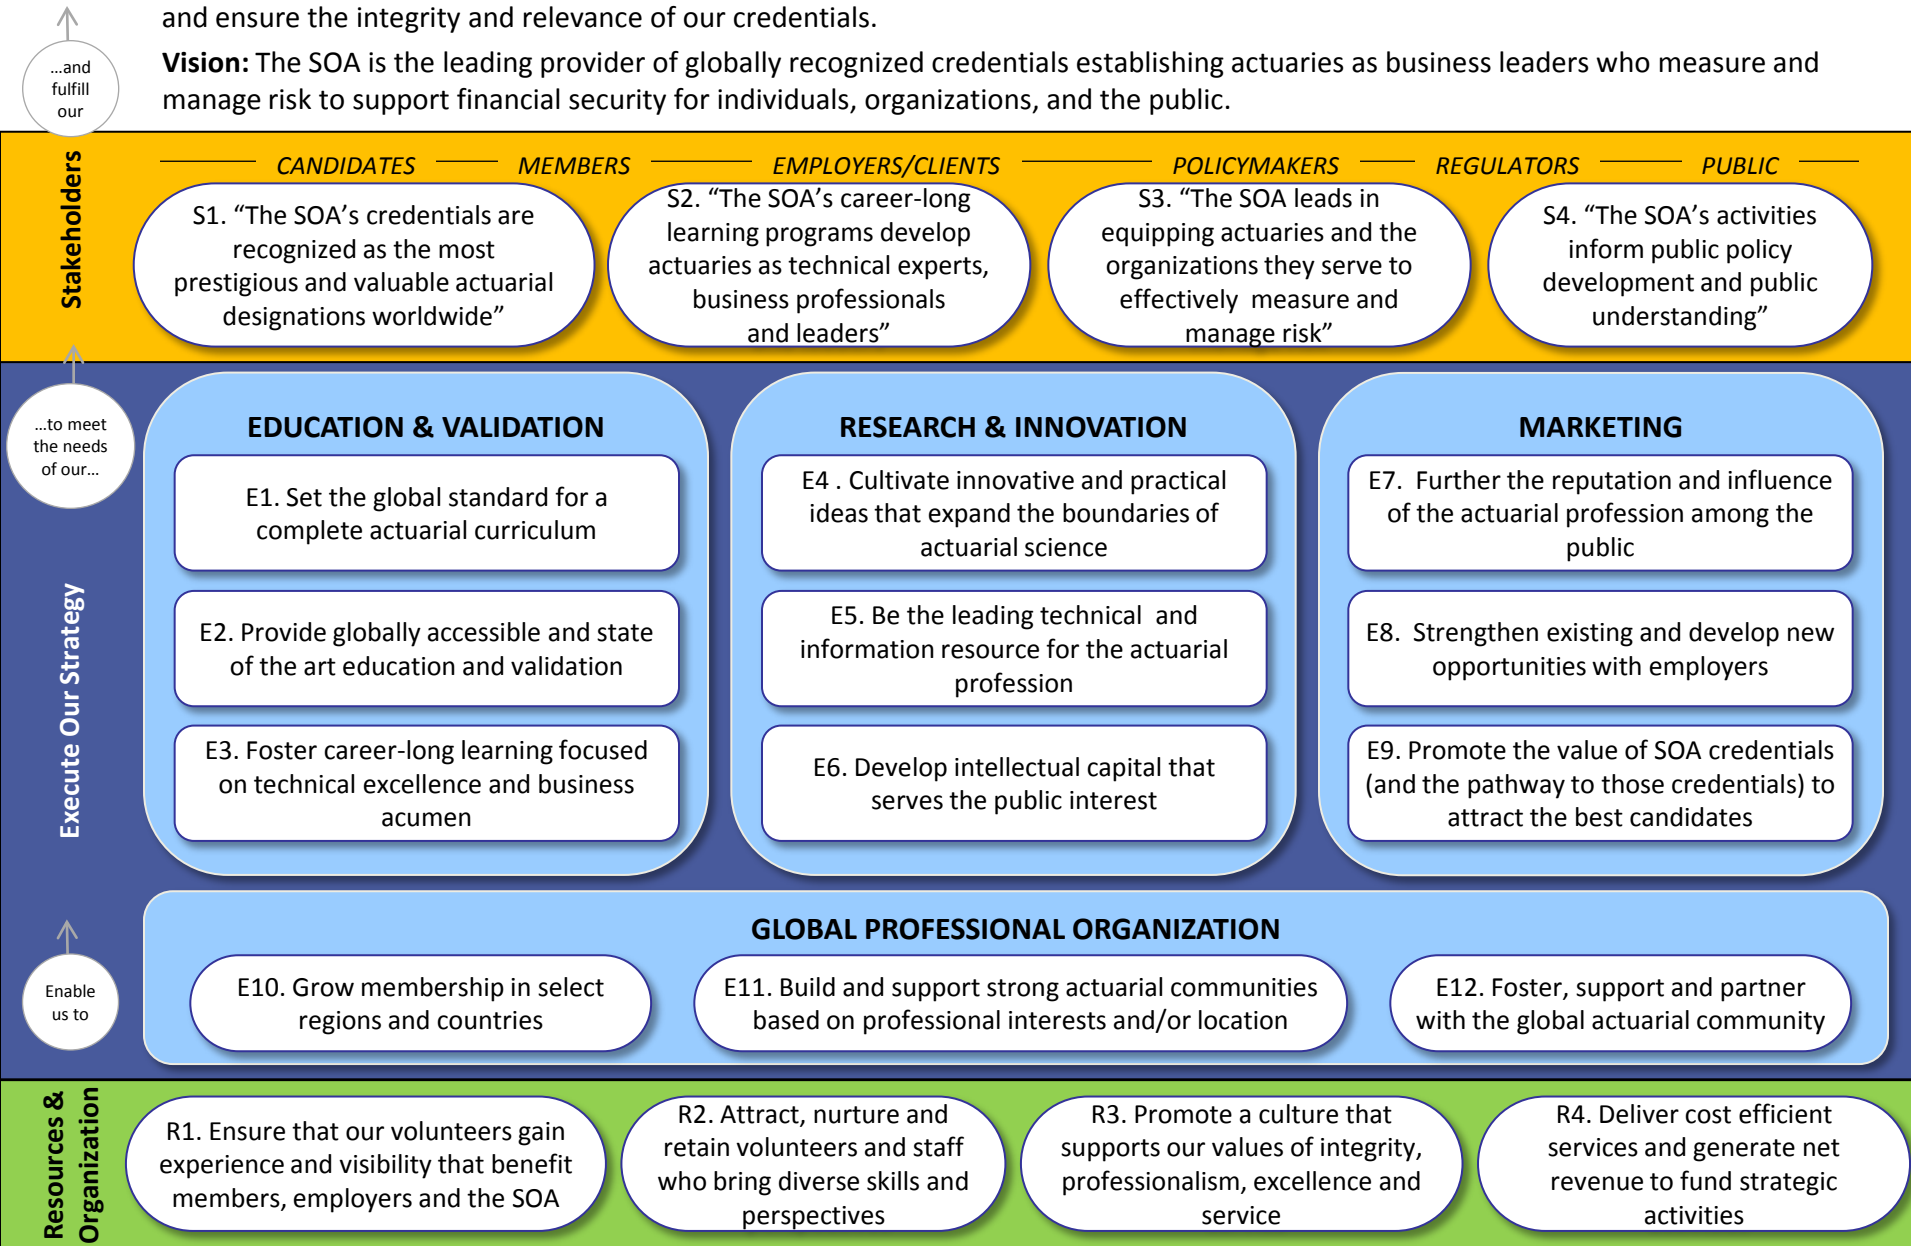 and ensure the integrity and relevance of our credentials.
…and
fulfill
our
Vision: The SOA is the leading provider of globally recognized credentials establishing actuaries as business leaders who measure and
manage risk to support financial security for individuals, organizations, and the public.
Stakeholders
CANDIDATES
MEMBERS
EMPLOYERS/CLIENTS
POLICYMAKERS
REGULATORS
PUBLIC
S1. “The SOA’s credentials are
recognized as the most
prestigious and valuable actuarial
designations worldwide”
S2. “The SOA’s career-long
learning programs develop
actuaries as technical experts,
business professionals
and leaders”
S3. “The SOA leads in
equipping actuaries and the
organizations they serve to
effectively measure and
manage risk”
S4. “The SOA’s activities
inform public policy
development and public
understanding”
…to meet
the needs
of our…
Execute Our Strategy
EDUCATION & VALIDATION
E1. Set the global standard for a
complete actuarial curriculum
E2. Provide globally accessible and state
of the art education and validation
E3. Foster career-long learning focused
on technical excellence and business
acumen
RESEARCH & INNOVATION
E4 . Cultivate innovative and practical
ideas that expand the boundaries of
actuarial science
E5. Be the leading technical and
information resource for the actuarial
profession
E6. Develop intellectual capital that
serves the public interest
MARKETING
E7. Further the reputation and influence
of the actuarial profession among the
public
E8. Strengthen existing and develop new
opportunities with employers
E9. Promote the value of SOA credentials
(and the pathway to those credentials) to
attract the best candidates
Enable
us to
GLOBAL PROFESSIONAL ORGANIZATION
E10. Grow membership in select
regions and countries
E11. Build and support strong actuarial communities
based on professional interests and/or location
E12. Foster, support and partner
with the global actuarial community
Resources &
Organization
R1. Ensure that our volunteers gain
experience and visibility that benefit
members, employers and the SOA
R2. Attract, nurture and
retain volunteers and staff
who bring diverse skills and
perspectives
R3. Promote a culture that
supports our values of integrity,
professionalism, excellence and
service
R4. Deliver cost efficient
services and generate net
revenue to fund strategic
activities